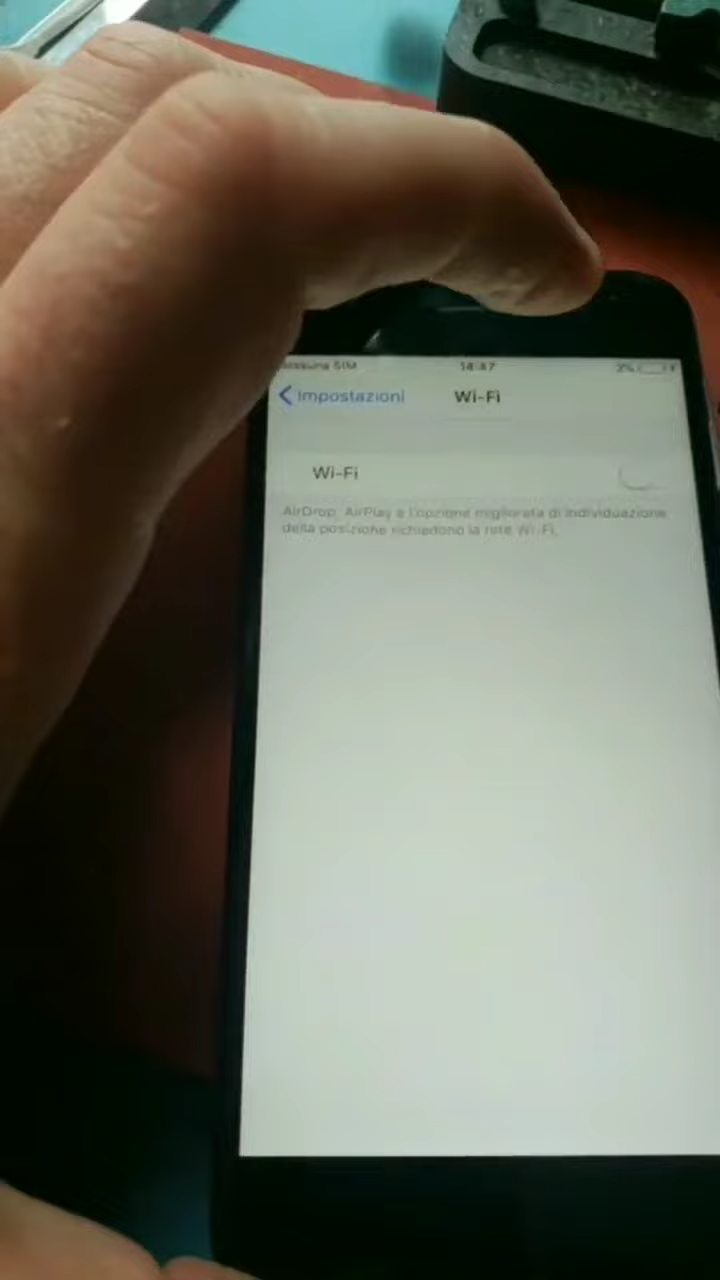 Nessuna SIM 14:47 2%
Impostazioni Wi-Fi
Wi-Fi
AirDrop, AirPlay e l'opzione migliorata di individuazione
della posizione richiedono la rete Wi-Fi.